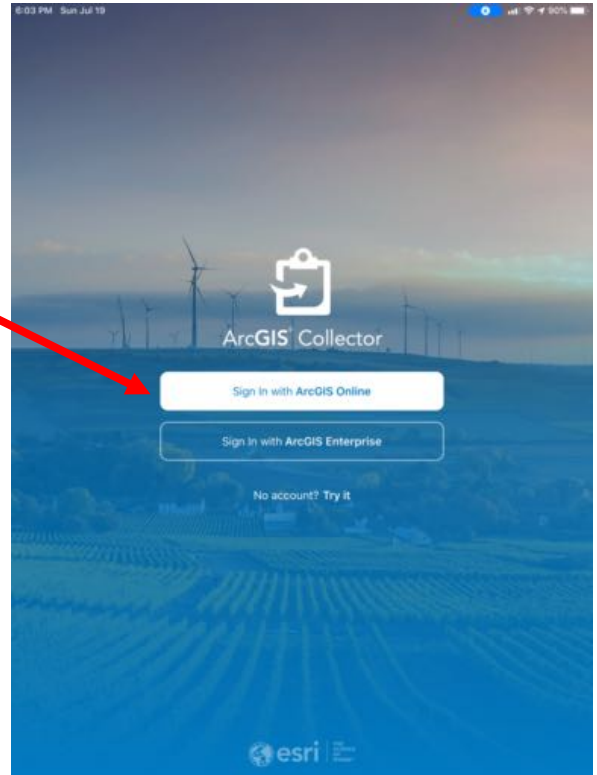 6:03 PM Sun Jul 19
90%
ArcGIS Collector
Sign In with ArcGIS Online
Sign In with ArcGIS Enterprise
No account? Try it
esri